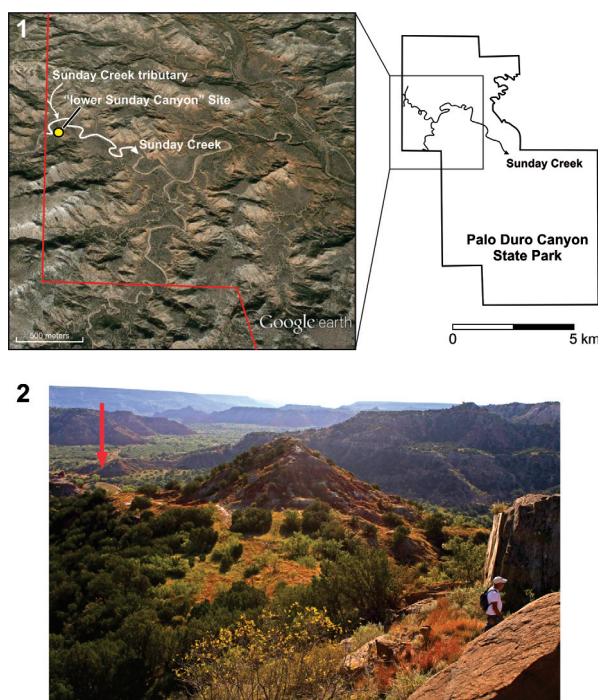 1
Sunday Creek tributary
“lower Sunday Canyon” Site
Sunday Creek
500 meters
Google earth
Sunday Creek
Palo Duro Canyon
State Park
0 5 km
2